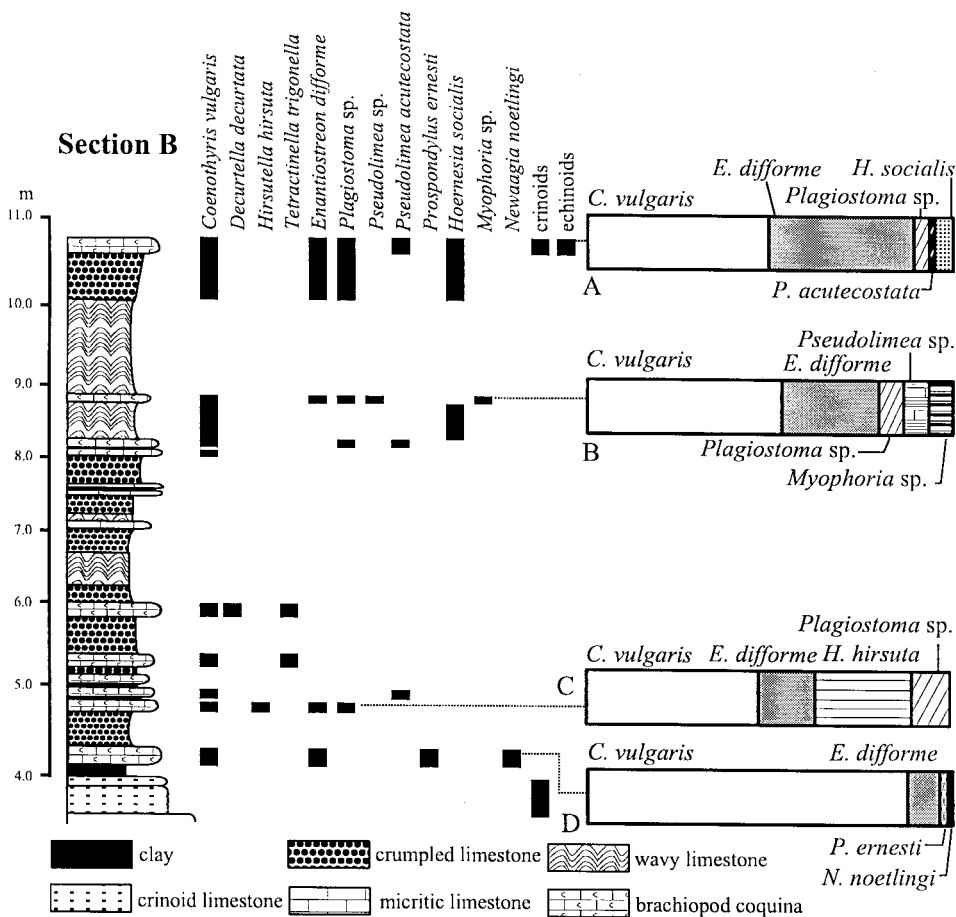 Section B
m
11.0
10.0
9.0
8.0
7.0
6.0
5.0
4.0
Coenothyris vulgaris
Decurtella decurtata
Hirsutella hirsuta
Tetractinella trigonella
Enantiostreon difforme
Plagiostoma sp.
Pseudolimea sp.
Pseudolimea acutecostata
Prospondylus ernesti
Hoernesia socialis
Myophoria sp.
Newaagia noetlingi
crinoids
echinoids
E. difforme H. socialis
C. vulgaris Plagiostoma sp.
A
P. acutecostata
Pseudolimea sp.
C. vulgaris E. difforme
Plagiostoma sp.
B
Myophoria sp.
Plagiostoma sp.
C. vulgaris E. difforme H. hirsuta
C
C. vulgaris E. difforme
D
P. ernesti
N. noetlingi
clay crumpled limestone wavy limestone
crinoid limestone micritic limestone brachiopod coquina